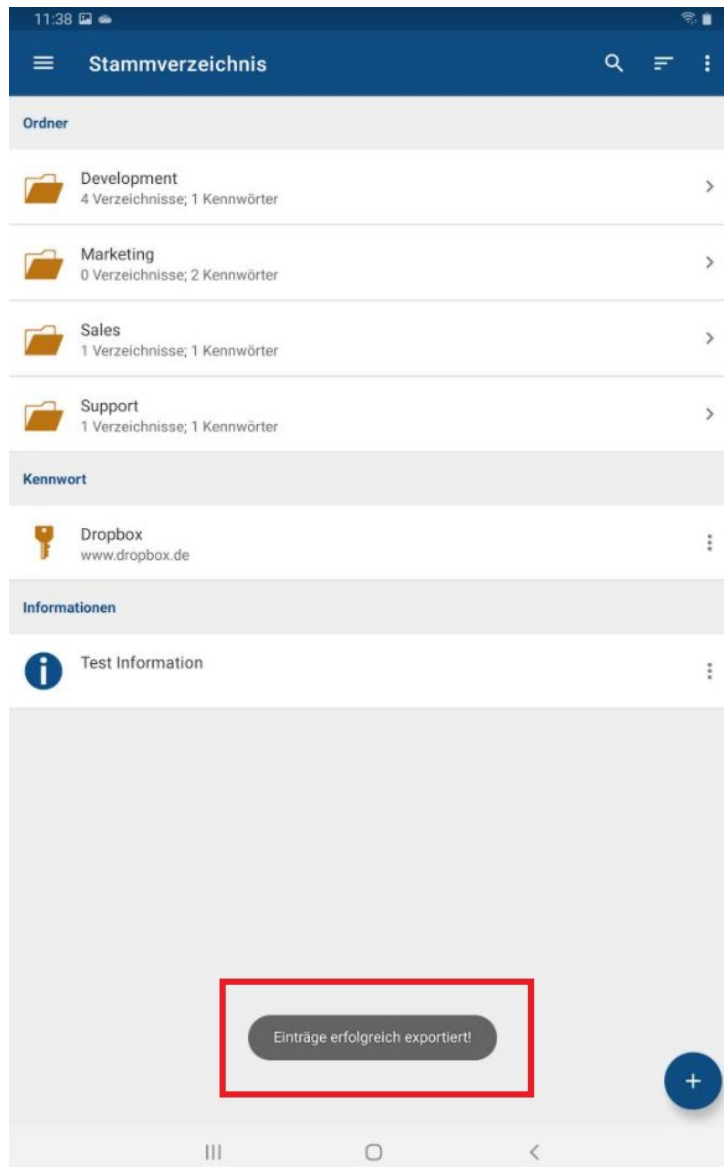 11:38
Stammverzeichnis
Ordner
Development
4 Verzeichnisse; 1 Kennwörter
Marketing
0 Verzeichnisse; 2 Kennwörter
Sales
1 Verzeichnisse; 1 Kennwörter
Support
1 Verzeichnisse; 1 Kennwörter
Kennwort
Dropbox
www.dropbox.de
Informationen
Test Information
Einträge erfolgreich exportiert!